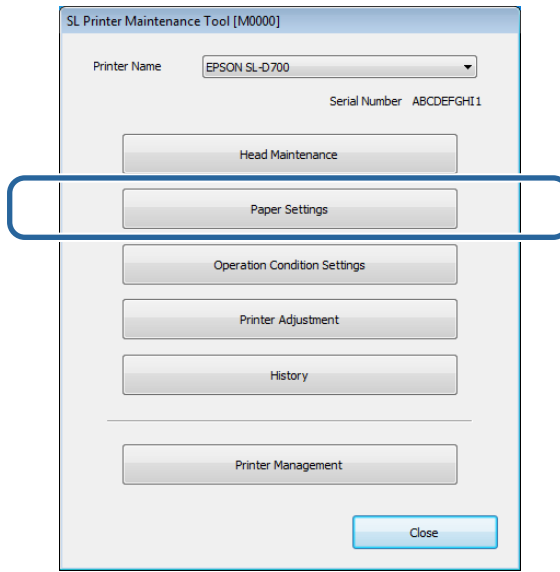 SL Printer Maintenance Tool [M0000]
Printer Name EPSON SL-D700
Serial Number ABCDEFGHI1
Head Maintenance
Paper Settings
Operation Condition Settings
Printer Adjustment
History
Printer Management
Close